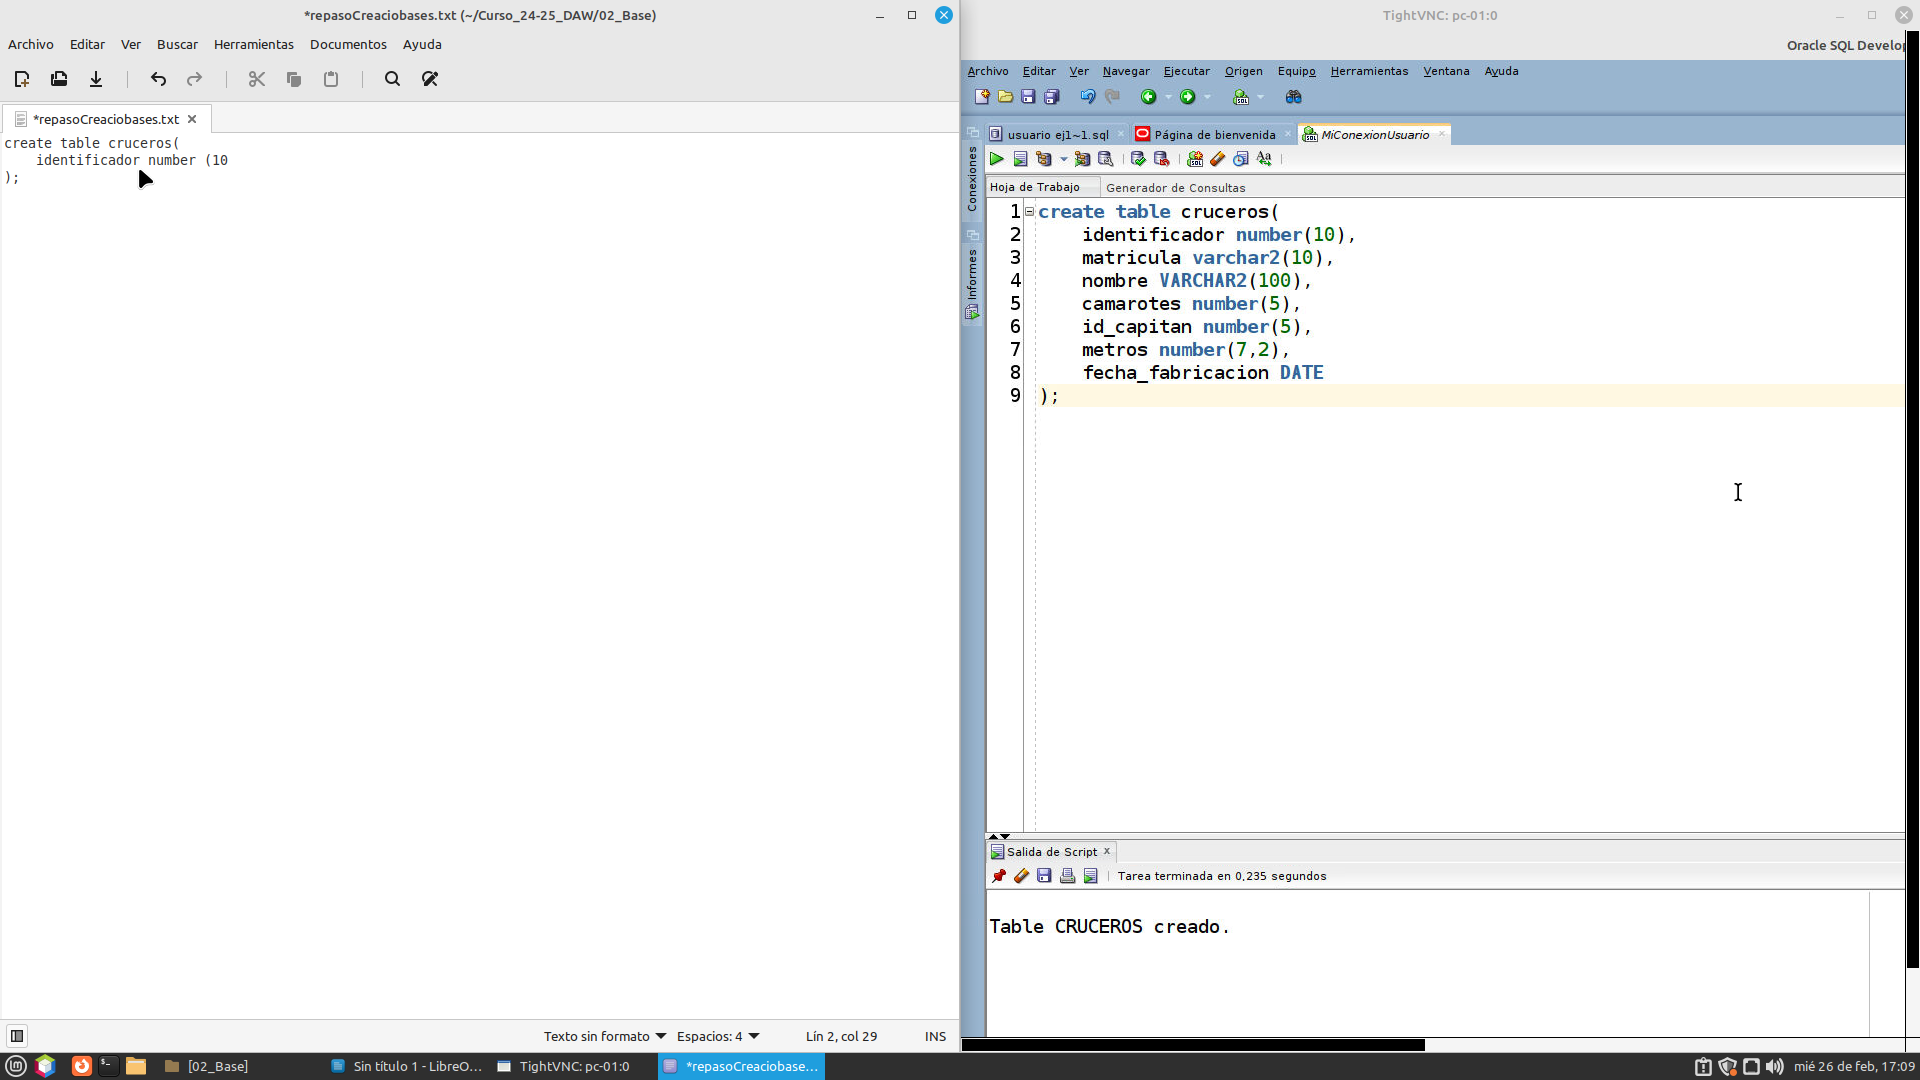 *repasoCreaciobases.txt (~/Curso_24-25_DAW/02_Base)
Archivo Editar Ver Buscar Herramientas Documentos Ayuda
*repasoCreaciobases.txt
create table cruceros(
    identificador number (10
);
Texto sin formato Espacios: 4 Lín 2, col 29 INS
TightVNC: pc-01:0
Oracle SQL Develop
Archivo Editar Ver Navegar Ejecutar Origen Equipo Herramientas Ventana Ayuda
usuario ej1~1.sql Página de bienvenida MiConexionUsuario
Conexiones
Informes
Hoja de Trabajo Generador de Consultas
1 create table cruceros(
2     identificador number(10),
3     matricula varchar2(10),
4     nombre VARCHAR2(100),
5     camarotes number(5),
6     id_capitan number(5),
7     metros number(7,2),
8     fecha_fabricacion DATE
9 );
Salida de Script
Tarea terminada en 0,235 segundos
Table CRUCEROS creado.
[02_Base] Sin título 1 - LibreO... TightVNC: pc-01:0 *repasoCreaciobase... mié 26 de feb, 17:09